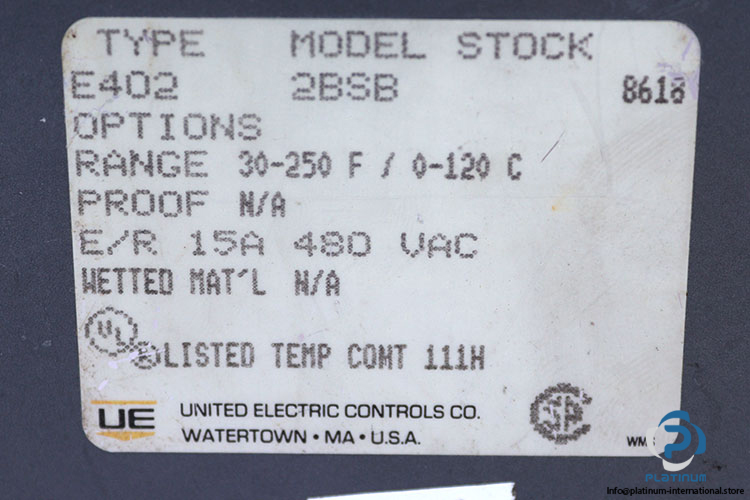 TYPE MODEL STOCK
E402 2BSB 8618
OPTIONS
RANGE 30-250 F / 0-120 C
PROOF N/A
E/R 15A 480 VAC
WETTED MAT'L N/A
UL
R LISTED TEMP CONT 111H
UE UNITED ELECTRIC CONTROLS CO.
WATERTOWN • MA • U.S.A.
PLATINUM
Info@platinum-international.store